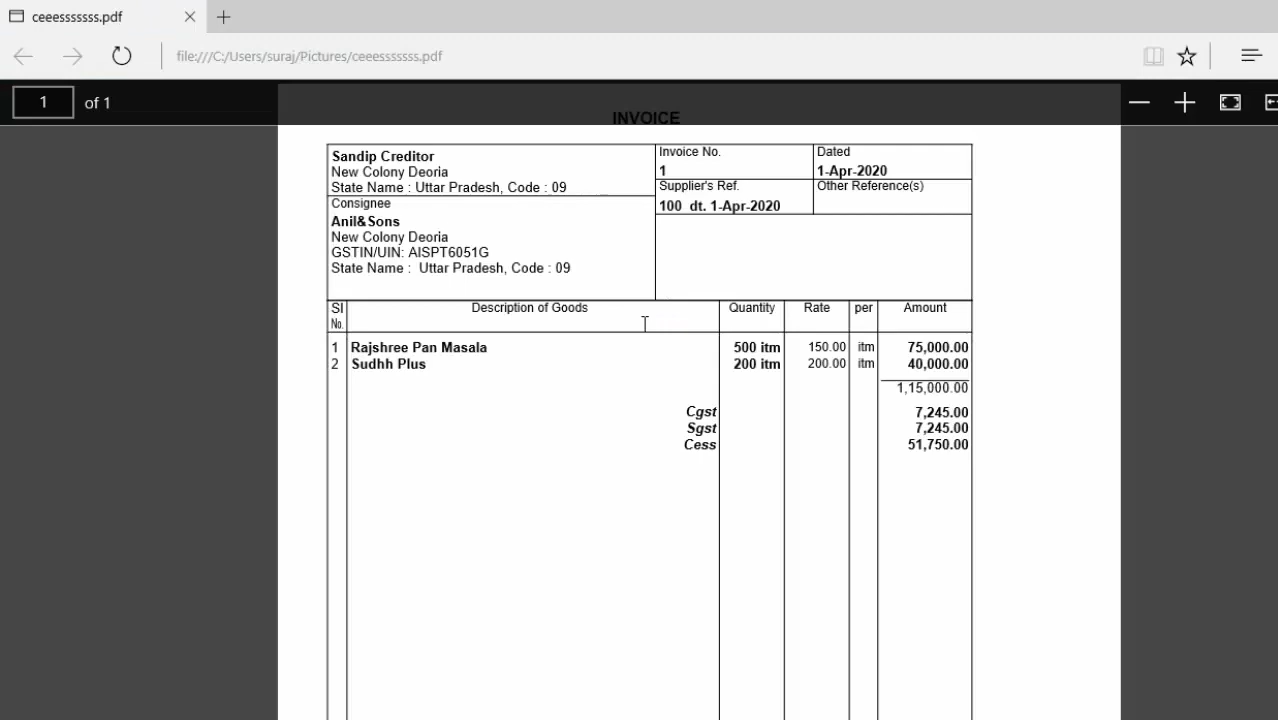 ceeesssssss.pdf
file:///C:/Users/suraj/Pictures/ceeesssssss.pdf
1 of 1
INVOICE
Sandip Creditor
New Colony Deoria
State Name : Uttar Pradesh, Code : 09
Invoice No.
1
Dated
1-Apr-2020
Supplier's Ref.
100 dt. 1-Apr-2020
Other Reference(s)
Consignee
Anil&Sons
New Colony Deoria
GSTIN/UIN: AISPT6051G
State Name : Uttar Pradesh, Code : 09
Sl No. Description of Goods Quantity Rate per Amount
1 Rajshree Pan Masala 500 itm 150.00 itm 75,000.00
2 Sudhh Plus 200 itm 200.00 itm 40,000.00
1,15,000.00
Cgst 7,245.00
Sgst 7,245.00
Cess 51,750.00